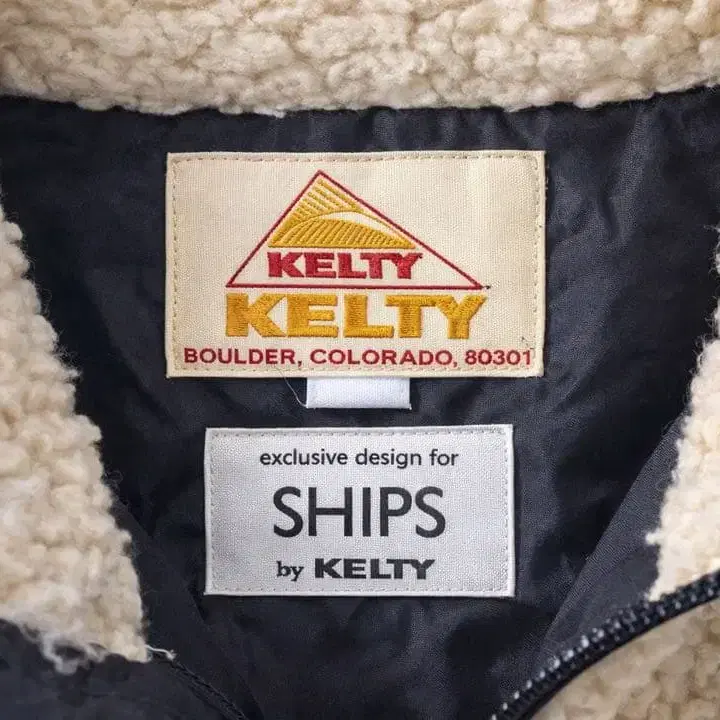 KELTY
KELTY
BOULDER, COLORADO, 80301
exclusive design for
SHIPS
by KELTY